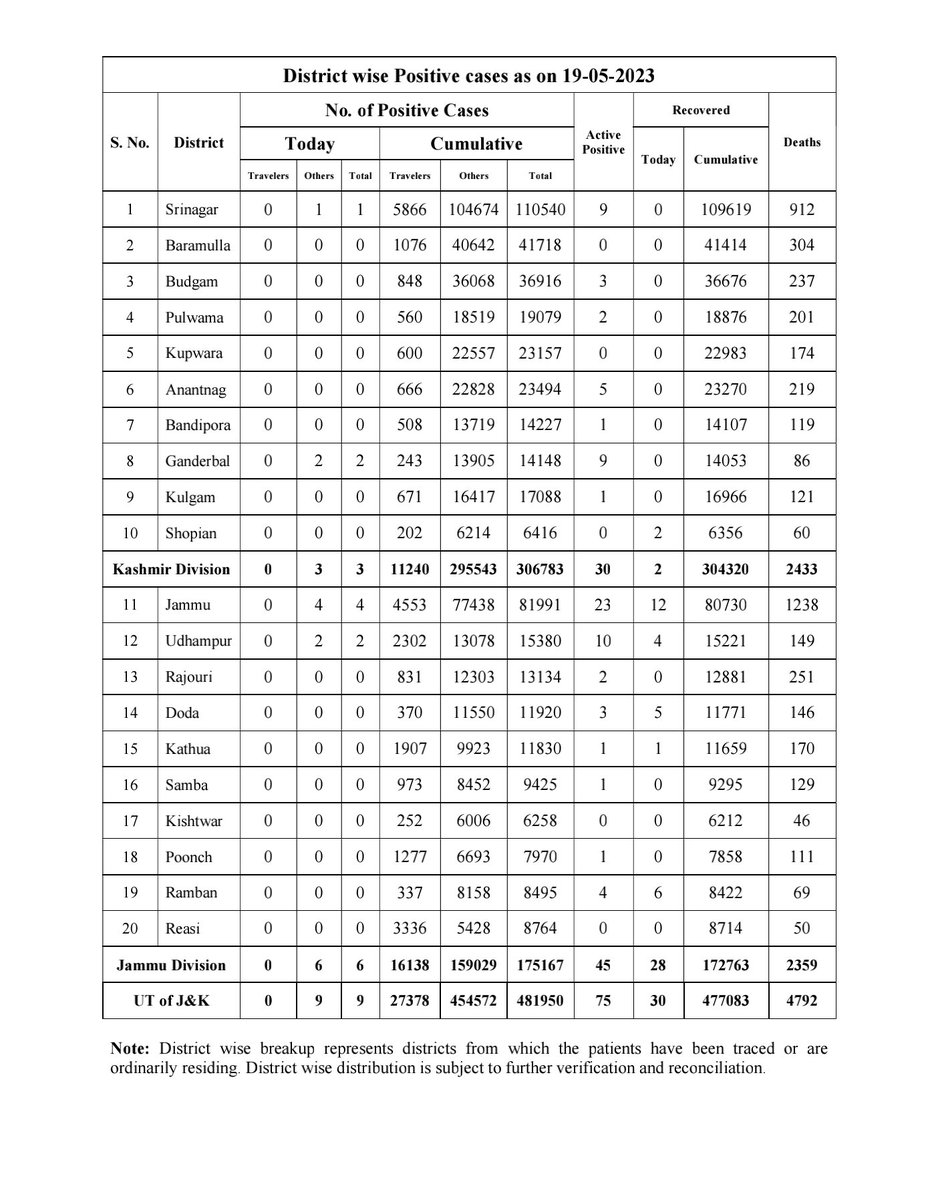 District wise Positive cases as on 19-05-2023
S. No. District No. of Positive Cases Active Positive Recovered Deaths
Today Cumulative Today Cumulative
Travelers Others Total Travelers Others Total
1 Srinagar 0 1 1 5866 104674 110540 9 0 109619 912
2 Baramulla 0 0 0 1076 40642 41718 0 0 41414 304
3 Budgam 0 0 0 848 36068 36916 3 0 36676 237
4 Pulwama 0 0 0 560 18519 19079 2 0 18876 201
5 Kupwara 0 0 0 600 22557 23157 0 0 22983 174
6 Anantnag 0 0 0 666 22828 23494 5 0 23270 219
7 Bandipora 0 0 0 508 13719 14227 1 0 14107 119
8 Ganderbal 0 2 2 243 13905 14148 9 0 14053 86
9 Kulgam 0 0 0 671 16417 17088 1 0 16966 121
10 Shopian 0 0 0 202 6214 6416 0 2 6356 60
Kashmir Division 0 3 3 11240 295543 306783 30 2 304320 2433
11 Jammu 0 4 4 4553 77438 81991 23 12 80730 1238
12 Udhampur 0 2 2 2302 13078 15380 10 4 15221 149
13 Rajouri 0 0 0 831 12303 13134 2 0 12881 251
14 Doda 0 0 0 370 11550 11920 3 5 11771 146
15 Kathua 0 0 0 1907 9923 11830 1 1 11659 170
16 Samba 0 0 0 973 8452 9425 1 0 9295 129
17 Kishtwar 0 0 0 252 6006 6258 0 0 6212 46
18 Poonch 0 0 0 1277 6693 7970 1 0 7858 111
19 Ramban 0 0 0 337 8158 8495 4 6 8422 69
20 Reasi 0 0 0 3336 5428 8764 0 0 8714 50
Jammu Division 0 6 6 16138 159029 175167 45 28 172763 2359
UT of J&K 0 9 9 27378 454572 481950 75 30 477083 4792
Note: District wise breakup represents districts from which the patients have been traced or are
ordinarily residing. District wise distribution is subject to further verification and reconciliation.